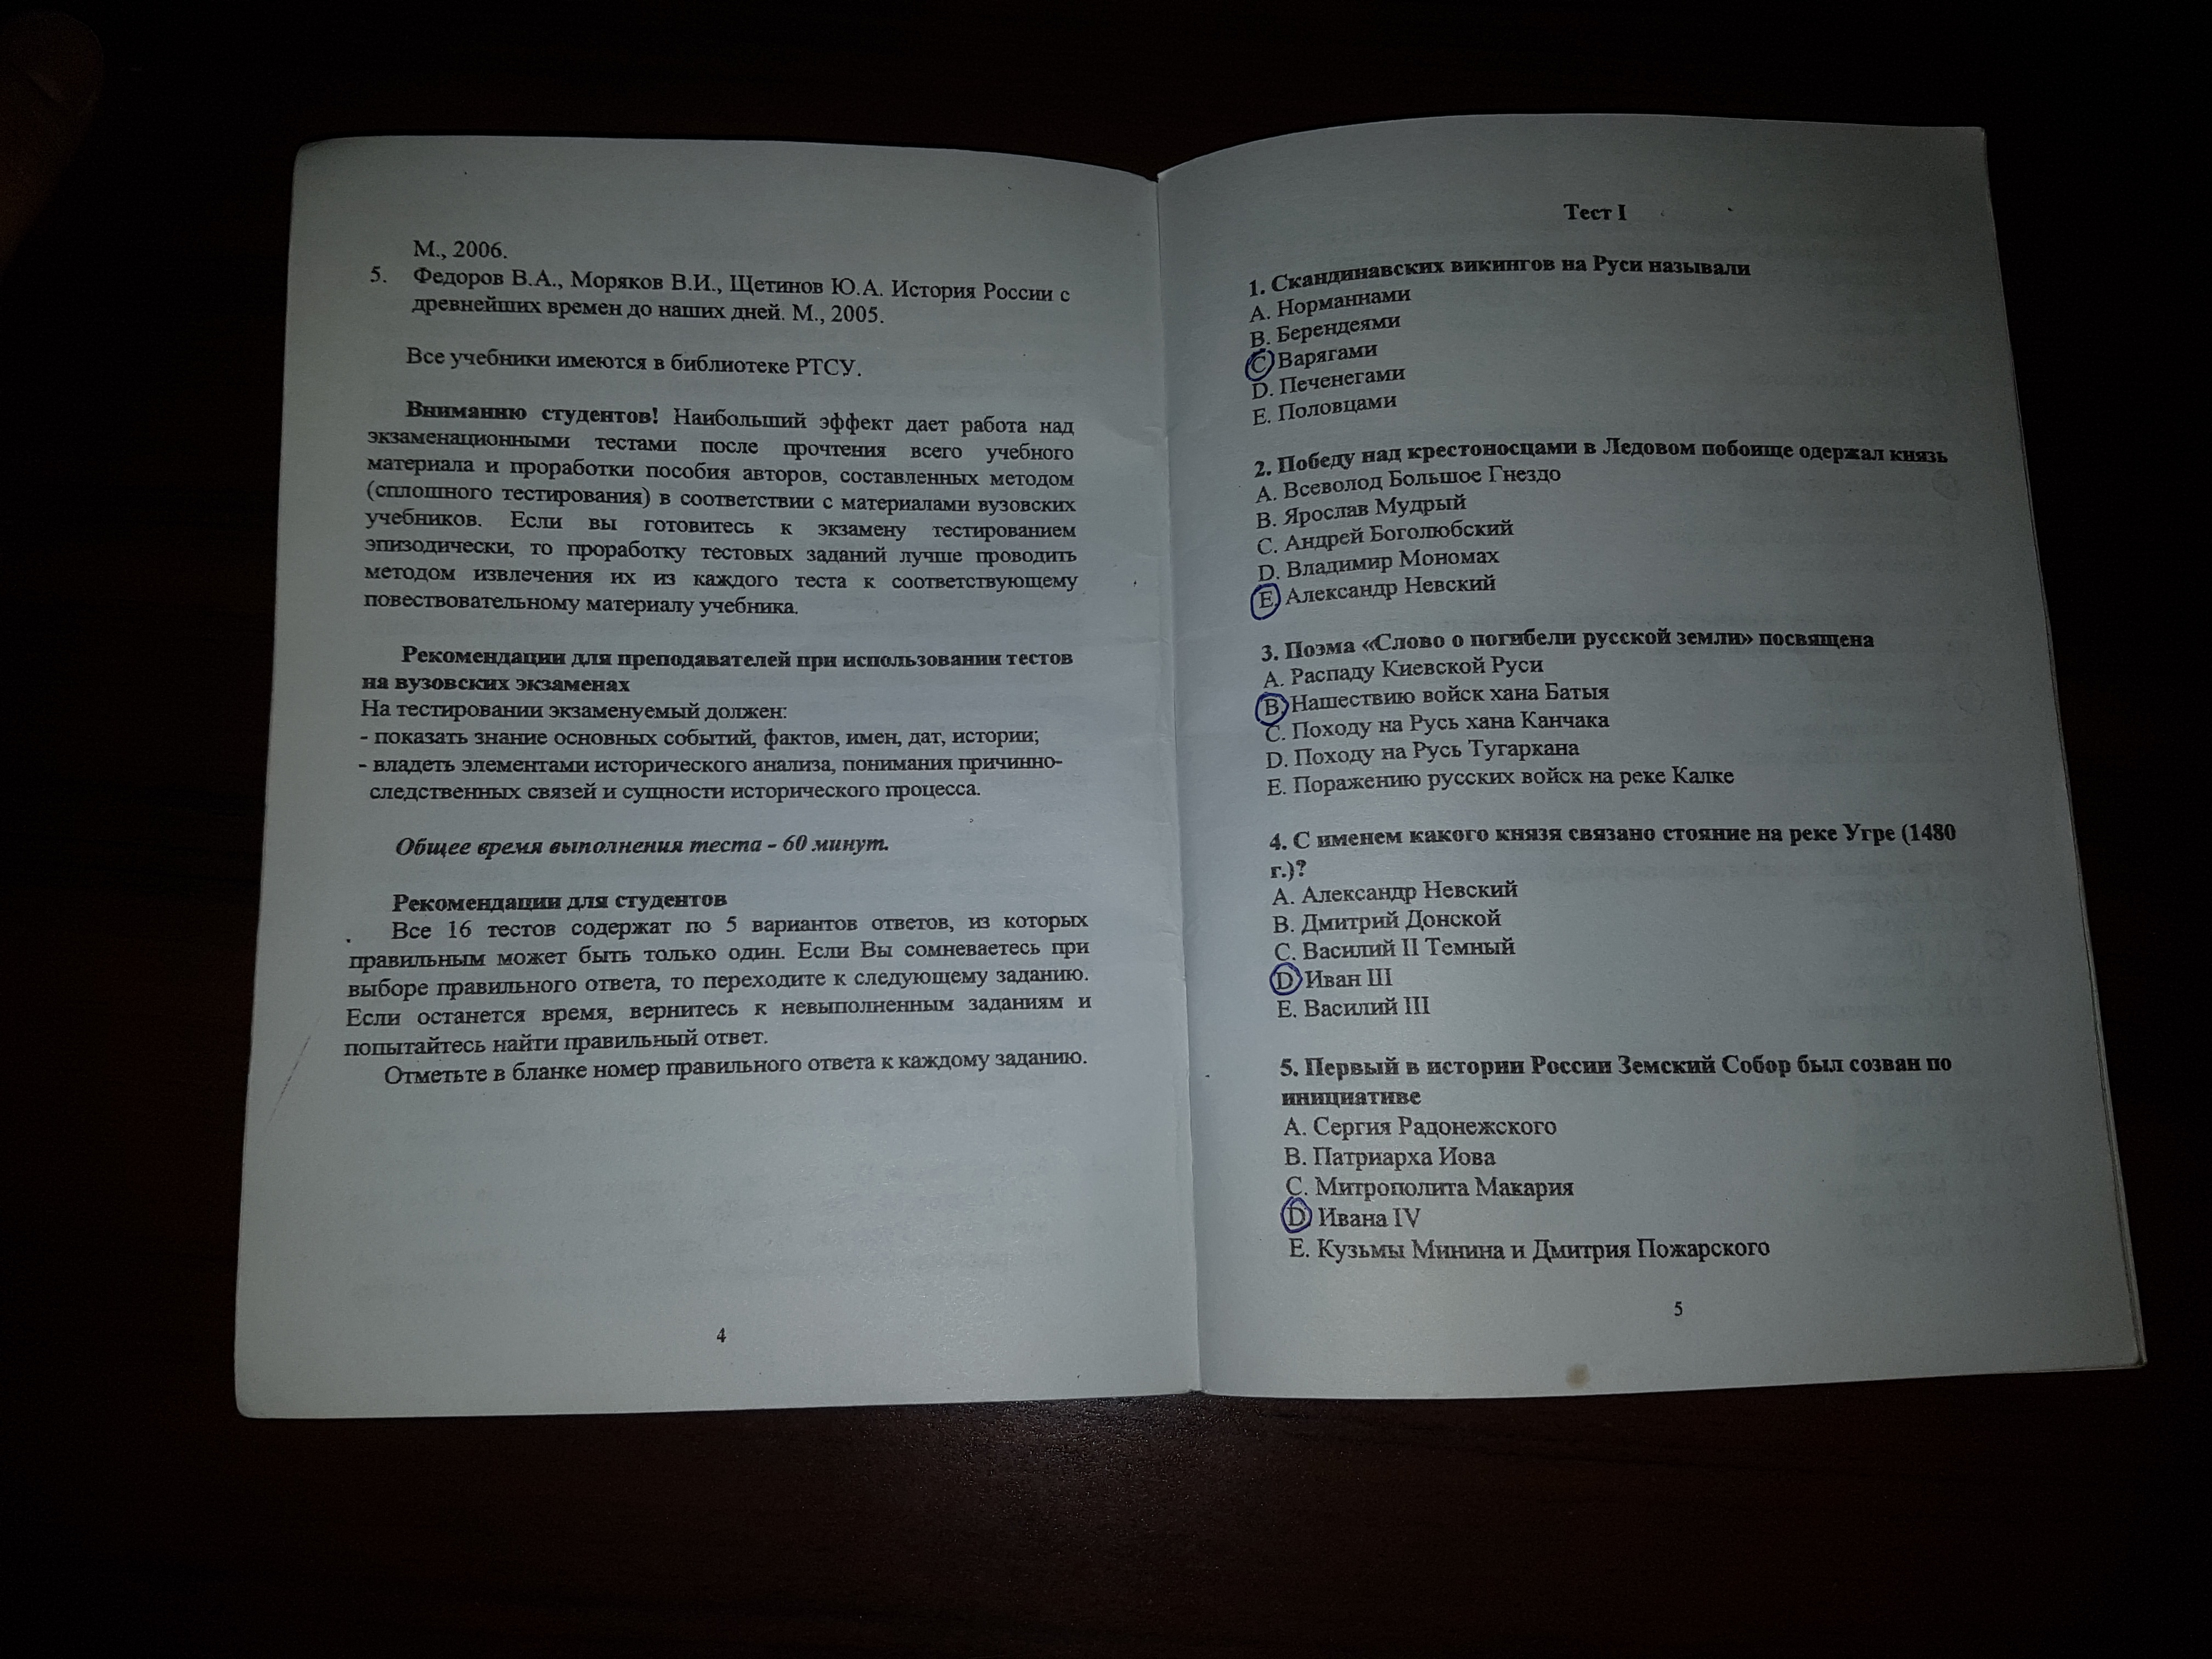 М., 2006.
5. Федоров В.А., Моряков В.И., Щетинов Ю.А. История России с
древнейших времен до наших дней. М., 2005.
Все учебники имеются в библиотеке РТСУ.
Вниманию студентов! Наибольший эффект дает работа над
экзаменационными тестами после прочтения всего учебного
материала и проработки пособия авторов, составленных методом
(сплошного тестирования) в соответствии с материалами вузовских
учебников. Если вы готовитесь к экзамену тестированием
эпизодически, то проработку тестовых заданий лучше проводить
методом извлечения их из каждого теста к соответствующему
повествовательному материалу учебника.
Рекомендации для преподавателей при использовании тестов
на вузовских экзаменах
На тестировании экзаменуемый должен:
- показать знание основных событий, фактов, имен, дат, истории;
- владеть элементами исторического анализа, понимания причинно-
следственных связей и сущности исторического процесса.
Общее время выполнения теста - 60 минут.
Рекомендации для студентов
Все 16 тестов содержат по 5 вариантов ответов, из которых
правильным может быть только один. Если Вы сомневаетесь при
выборе правильного ответа, то переходите к следующему заданию.
Если останется время, вернитесь к невыполненным заданиям и
попытайтесь найти правильный ответ.
Отметьте в бланке номер правильного ответа к каждому заданию.
4
Тест I
1. Скандинавских викингов на Руси называли
A. Норманнами
B. Берендеями
C. Варягами
D. Печенегами
E. Половцами
2. Победу над крестоносцами в Ледовом побоище одержал князь
A. Всеволод Большое Гнездо
B. Ярослав Мудрый
C. Андрей Боголюбский
D. Владимир Мономах
E. Александр Невский
3. Поэма «Слово о погибели русской земли» посвящена
A. Распаду Киевской Руси
B. Нашествию войск хана Батыя
C. Походу на Русь хана Канчака
D. Походу на Русь Тугаркана
E. Поражению русских войск на реке Калке
4. С именем какого князя связано стояние на реке Угре (1480
г.)?
A. Александр Невский
B. Дмитрий Донской
C. Василий II Темный
D. Иван III
E. Василий III
5. Первый в истории России Земский Собор был созван по
инициативе
A. Сергия Радонежского
B. Патриарха Иова
C. Митрополита Макария
D. Ивана IV
E. Кузьмы Минина и Дмитрия Пожарского
5